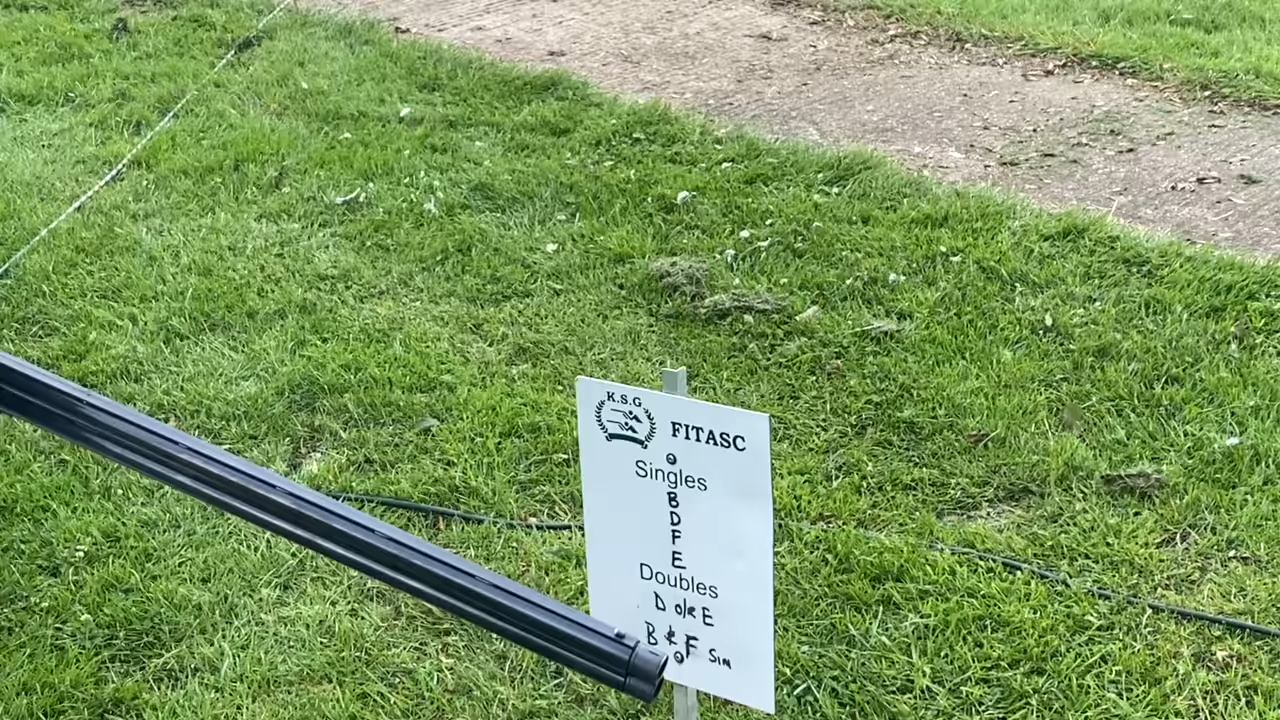 K.S.G
FITASC
Singles
B
D
F
E
Doubles
D o/R E
B & F Sim